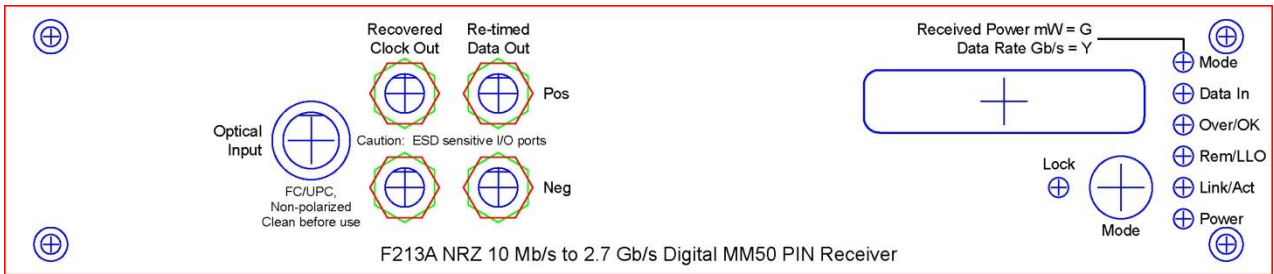 Recovered
Clock Out
Re-timed
Data Out
Received Power mW = G
Data Rate Gb/s = Y
Mode
Pos
Data In
Optical
Input
Caution: ESD sensitive I/O ports
Over/OK
Lock
Rem/LLO
FC/UPC,
Non-polarized
Clean before use
Neg
Link/Act
Mode
Power
F213A NRZ 10 Mb/s to 2.7 Gb/s Digital MM50 PIN Receiver